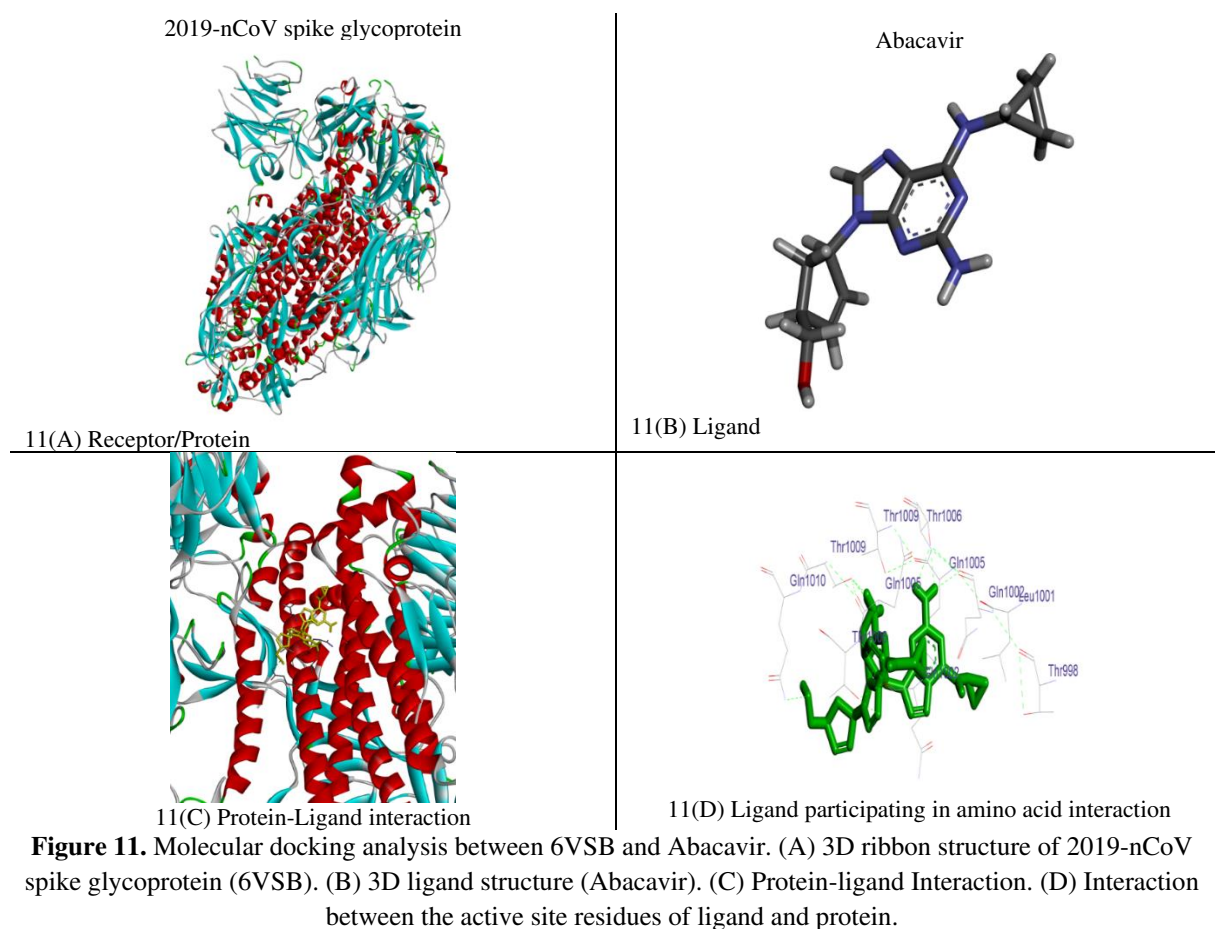 2019-nCoV spike glycoprotein
11(A) Receptor/Protein
Abacavir
11(B) Ligand
11(C) Protein-Ligand interaction
Thr1009
Thr1006
Thr1009
Gln1005
Gln1010
Gln1005
Gln1002
Leu1001
Thr998
11(D) Ligand participating in amino acid interaction
Figure 11. Molecular docking analysis between 6VSB and Abacavir. (A) 3D ribbon structure of 2019-nCoV
spike glycoprotein (6VSB). (B) 3D ligand structure (Abacavir). (C) Protein-ligand Interaction. (D) Interaction
between the active site residues of ligand and protein.